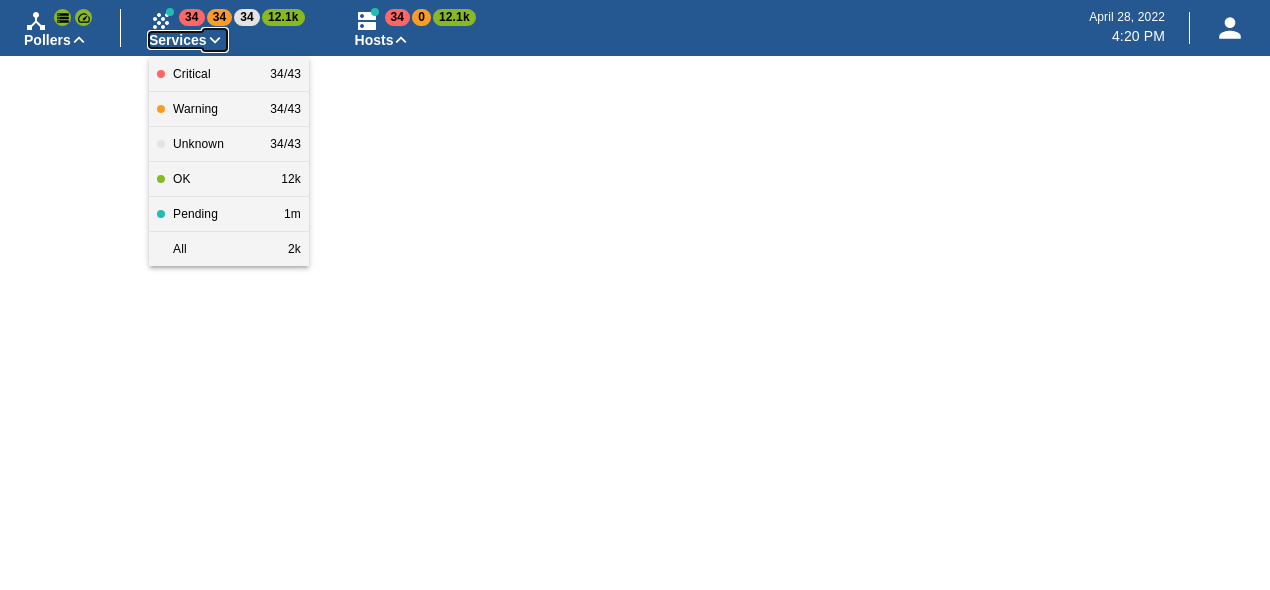 Pollers
34 34 34 12.1k
Services
34 0 12.1k
Hosts
April 28, 2022
4:20 PM
Critical 34/43
Warning 34/43
Unknown 34/43
OK 12k
Pending 1m
All 2k